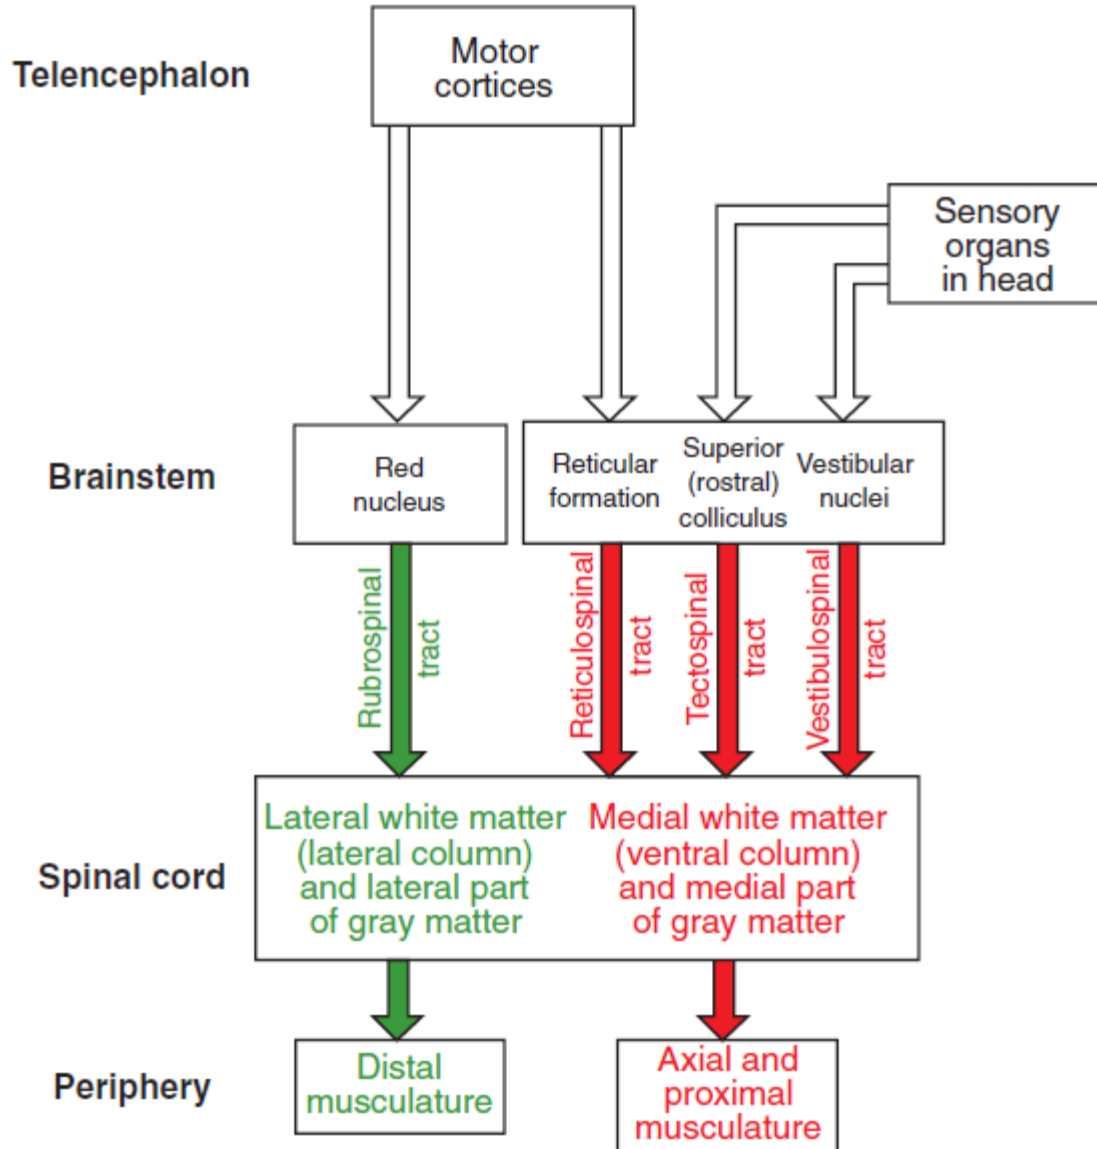 Telencephalon
Motor
cortices
Sensory
organs
in head
Brainstem
Red
nucleus
Reticular
formation
Superior
(rostral)
colliculus
Vestibular
nuclei
Rubrospinal
tract
Reticulospinal
tract
Tectospinal
tract
Vestibulospinal
tract
Spinal cord
Lateral white matter
(lateral column)
and lateral part
of gray matter
Medial white matter
(ventral column)
and medial part
of gray matter
Periphery
Distal
musculature
Axial and
proximal
musculature